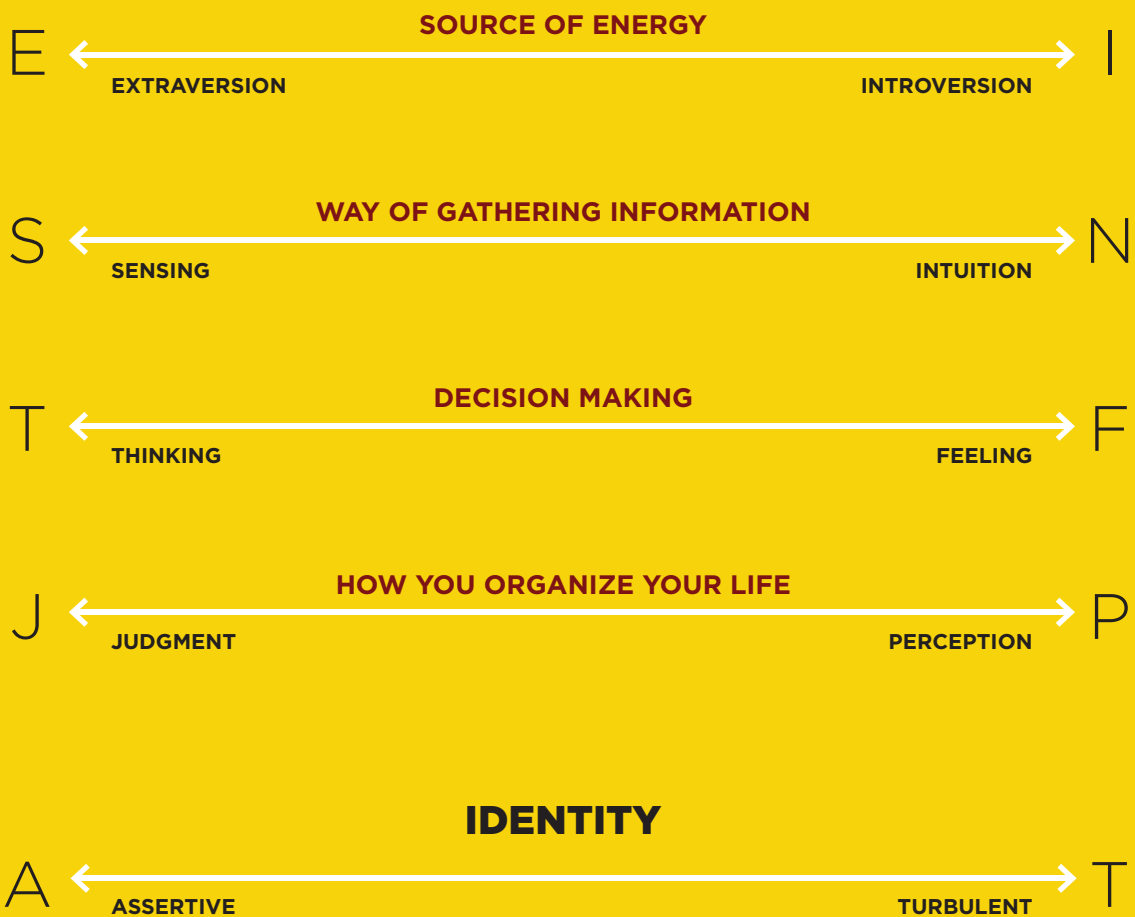 SOURCE OF ENERGY
E I
EXTRAVERSION INTROVERSION
WAY OF GATHERING INFORMATION
S N
SENSING INTUITION
DECISION MAKING
T F
THINKING FEELING
HOW YOU ORGANIZE YOUR LIFE
J P
JUDGMENT PERCEPTION
IDENTITY
A T
ASSERTIVE TURBULENT